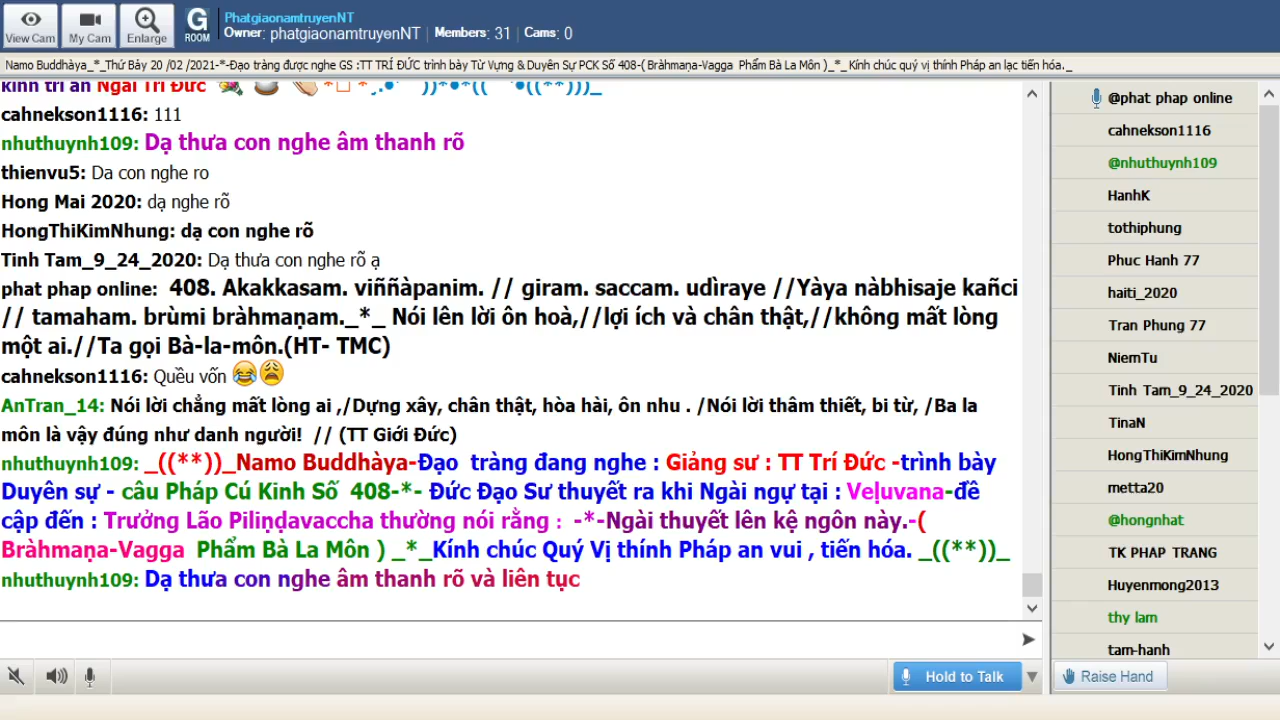 PhatgiaonamtruyenNT
G ROOM
Owner: phatgiaonamtruyenNT | Members: 31 | Cams: 0
View Cam
My Cam
Enlarge
Namo Buddhàya_*_Thứ Bảy 20 /02 /2021-*-Đạo tràng được nghe GS :TT TRÍ ĐỨC trình bày Từ Vựng & Duyên Sự PCK Số 408-( Bràhmaṇa-Vagga Phẩm Bà La Môn )_*_ Kính chúc quý vị thính Pháp an lạc tiến hóa._
kính tri ân Ngài Trí Đức
cahnekson1116: 111
nhuthuynh109: Dạ thưa con nghe âm thanh rõ
thienvu5: Da con nghe ro
Hong Mai 2020: dạ nghe rõ
HongThiKimNhung: dạ con nghe rõ
Tinh Tam_9_24_2020: Dạ thưa con nghe rõ ạ
phat phap online: 408. Akakkasam. viññàpanim. // giram. saccam. udìraye //Yàya nàbhisaje kañci
// tamaham. brùmi bràhmaṇam._*_ Nói lên lời ôn hoà,//lợi ích và chân thật,//không mất lòng
một ai.//Ta gọi Bà-la-môn.(HT- TMC)
cahnekson1116: Quều vốn 😂😩
AnTran_14: Nói lời chẳng mất lòng ai ,/Dựng xây, chân thật, hòa hài, ôn nhu . /Nói lời thâm thiết, bi từ, /Ba la
môn là vậy đúng như danh người! // (TT Giới Đức)
nhuthuynh109: _((**))_Namo Buddhàya-Đạo tràng đang nghe : Giảng sư : TT Trí Đức -trình bày
Duyên sự - câu Pháp Cú Kinh Số 408-*- Đức Đạo Sư thuyết ra khi Ngài ngự tại : Veḷuvana-đề
cập đến : Trưởng Lão Piliṇḍavaccha thường nói rằng : -*-Ngài thuyết lên kệ ngôn này.-(
Bràhmaṇa-Vagga Phẩm Bà La Môn ) _*_Kính chúc Quý Vị thính Pháp an vui , tiến hóa. _((**))_
nhuthuynh109: Dạ thưa con nghe âm thanh rõ và liên tục
Hold to Talk
@phat phap online
cahnekson1116
@nhuthuynh109
HanhK
tothiphung
Phuc Hanh 77
haiti_2020
Tran Phung 77
NiemTu
Tinh Tam_9_24_2020
TinaN
HongThiKimNhung
metta20
@hongnhat
TK PHAP TRANG
Huyenmong2013
thy lam
tam-hanh
Raise Hand